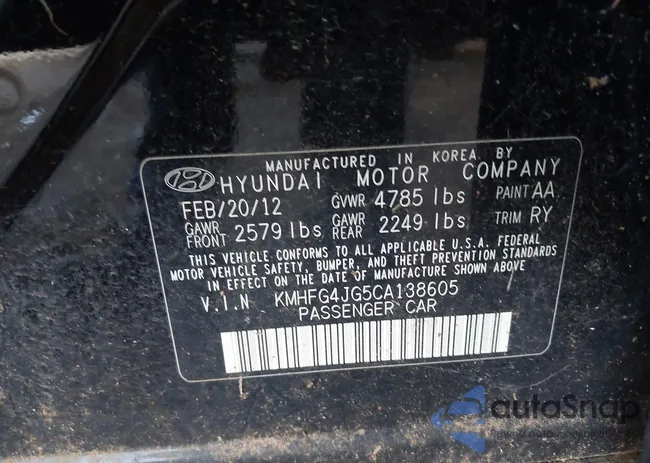 MANUFACTURED IN KOREA BY
HYUNDAI MOTOR COMPANY
FEB/20/12 GVWR 4785 lbs PAINT AA
GAWR FRONT 2579 lbs GAWR REAR 2249 lbs TRIM RY
THIS VEHICLE CONFORMS TO ALL APPLICABLE U.S.A. FEDERAL
MOTOR VEHICLE SAFETY, BUMPER, AND THEFT PREVENTION STANDARDS
IN EFFECT ON THE DATE OF MANUFACTURE SHOWN ABOVE
V.I.N KMHFG4JG5CA138605
PASSENGER CAR
autoSnap